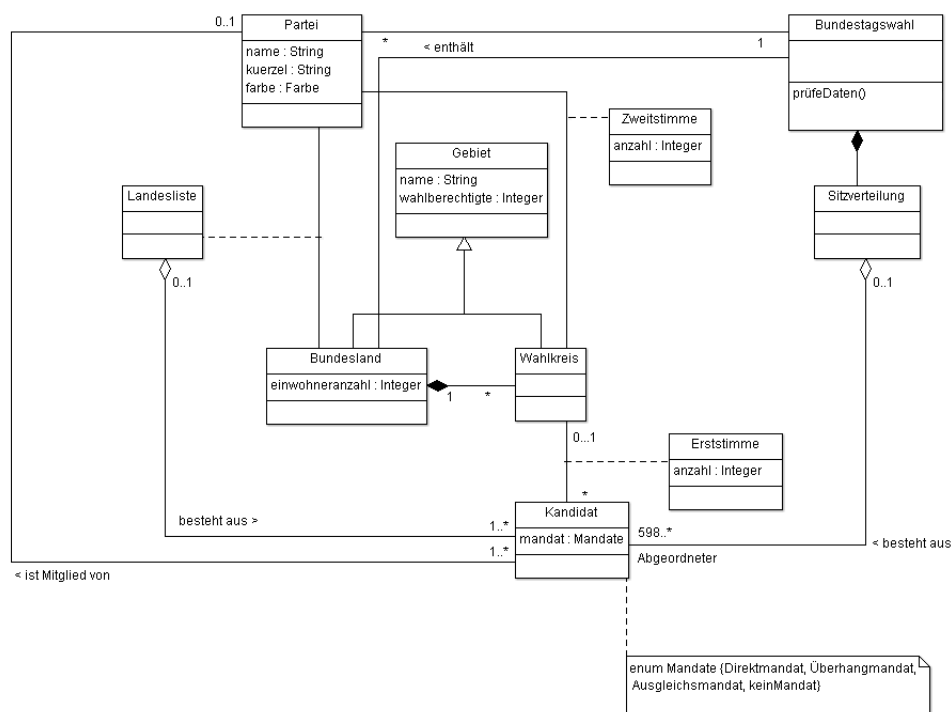 0..1
Partei
name : String
kuerzel : String
farbe : Farbe
*
< enthält
1
Bundestagswahl
prüfeDaten()
Zweitstimme
anzahl : Integer
Gebiet
name : String
wahlberechtigte : Integer
Landesliste
0..1
Sitzverteilung
0..1
Bundesland
einwohneranzahl : Integer
1
*
Wahlkreis
0...1
Erststimme
anzahl : Integer
*
besteht aus >
1..*
Kandidat
mandat : Mandate
598..*
Abgeordneter
< besteht aus
1..*
< ist Mitglied von
enum Mandate {Direktmandat, Überhangmandat,
Ausgleichsmandat, keinMandat}